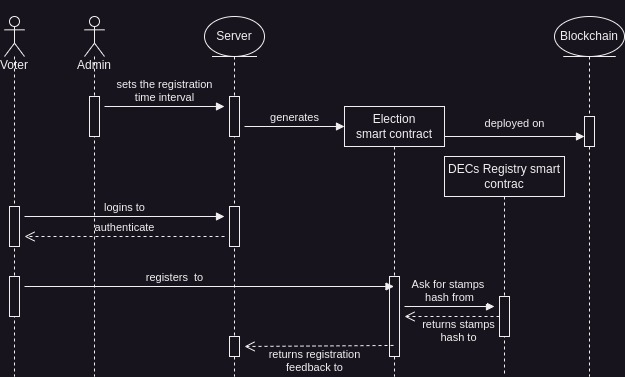 Server
Blockchain
Voter
Admin
sets the registration
time interval
generates
Election
smart contract
deployed on
DECs Registry smart
contrac
logins to
authenticate
registers to
Ask for stamps
hash from
returns stamps
hash to
returns registration
feedback to